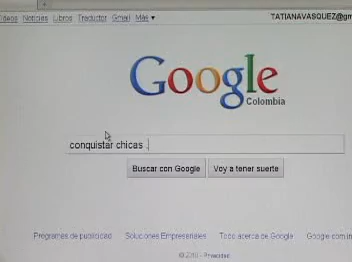 Videos Noticias Libros Traductor Gmail Más TATIANAVASQUEZ@gm
Google
Colombia
conquistar chicas
Buscar con Google Voy a tener suerte
Programas de publicidad Soluciones Empresariales Todo acerca de Google Google.com in
Privacidad